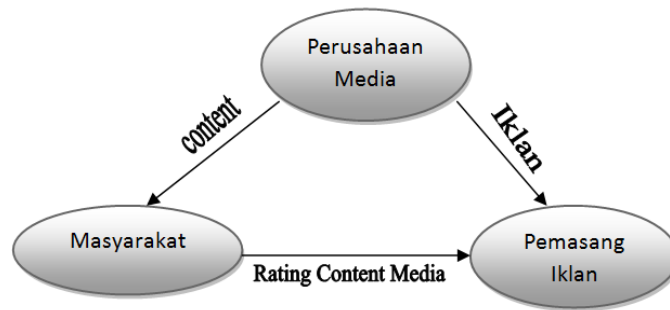 Perusahaan
Media
content
Iklan
Masyarakat
Rating Content Media
Pemasang
Iklan